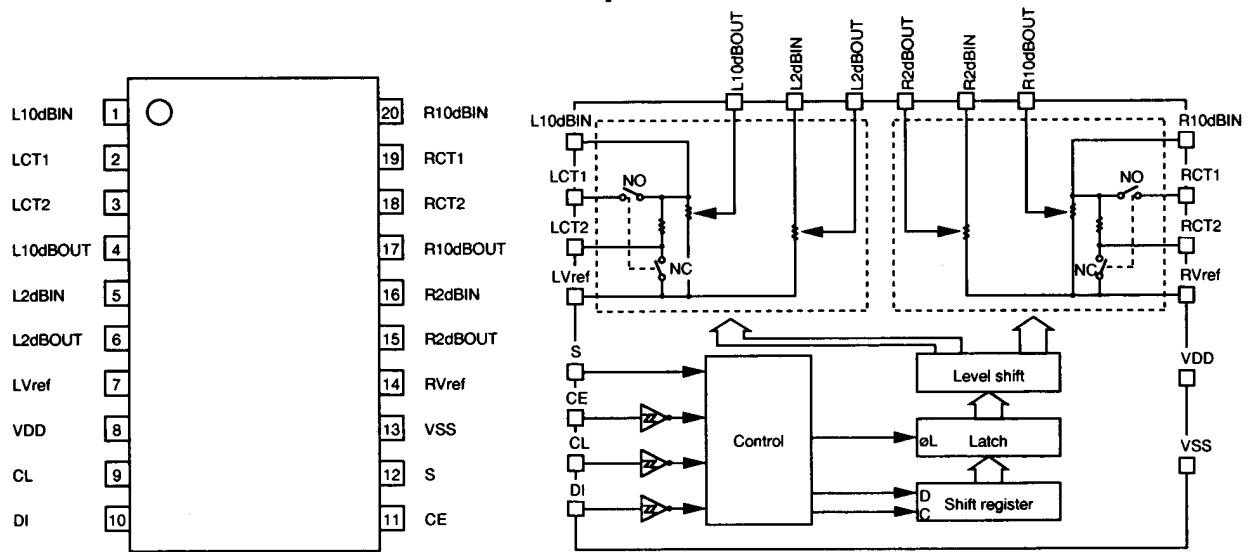 L10dBIN 1
LCT1 2
LCT2 3
L10dBOUT 4
L2dBIN 5
L2dBOUT 6
LVref 7
VDD 8
CL 9
DI 10
20 R10dBIN
19 RCT1
18 RCT2
17 R10dBOUT
16 R2dBIN
15 R2dBOUT
14 RVref
13 VSS
12 S
11 CE
L10dBOUT
L2dBIN
L2dBOUT
R2dBOUT
R2dBIN
R10dBOUT
L10dBIN
R10dBIN
LCT1
NO
NO
RCT1
LCT2
RCT2
NC
NC
LVref
RVref
S
CE
CL
DI
Control
Level shift
øL
Latch
D
C
Shift register
VDD
VSS